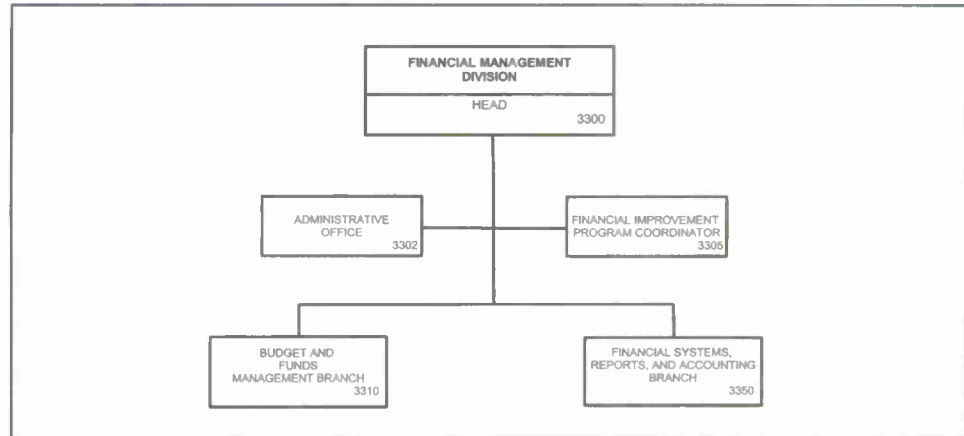 FINANCIAL MANAGEMENT
DIVISION
HEAD
3300
ADMINISTRATIVE
OFFICE
3302
FINANCIAL IMPROVEMENT
PROGRAM COORDINATOR
3305
BUDGET AND
FUNDS
MANAGEMENT BRANCH
3310
FINANCIAL SYSTEMS,
REPORTS, AND ACCOUNTING
BRANCH
3350